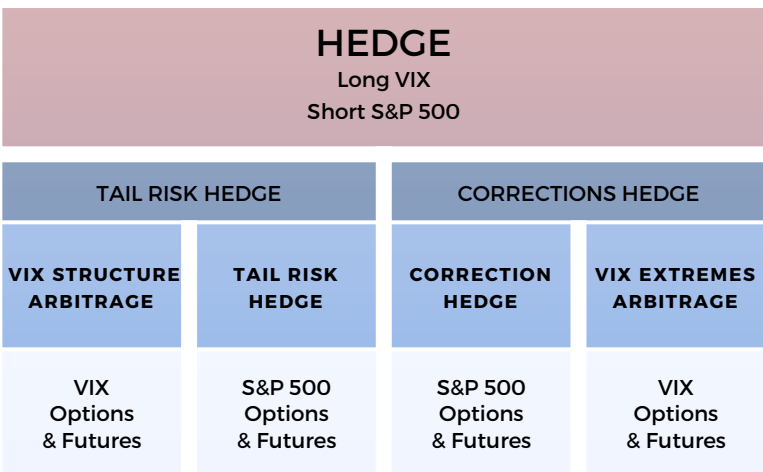 HEDGE
Long VIX
Short S&P 500
TAIL RISK HEDGE
CORRECTIONS HEDGE
VIX STRUCTURE
ARBITRAGE
TAIL RISK
HEDGE
CORRECTION
HEDGE
VIX EXTREMES
ARBITRAGE
VIX
Options
& Futures
S&P 500
Options
& Futures
S&P 500
Options
& Futures
VIX
Options
& Futures